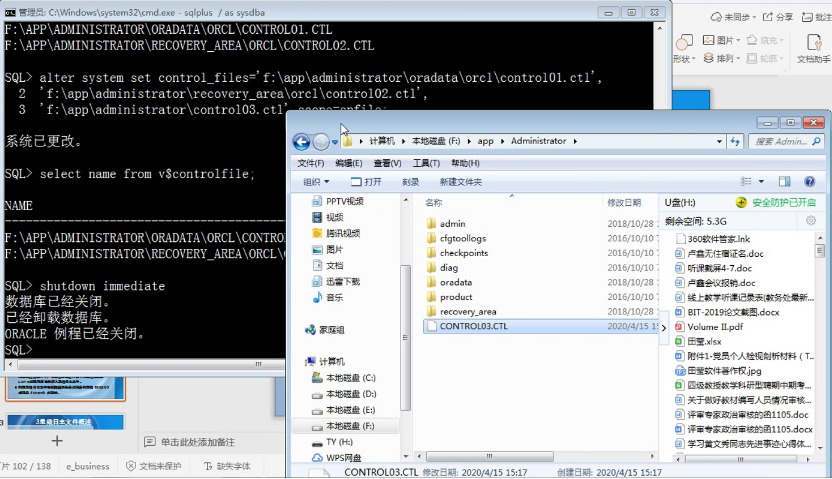 管理员: C:\Windows\system32\cmd.exe - sqlplus / as sysdba
F:\APP\ADMINISTRATOR\ORADATA\ORCL\CONTROL01.CTL
F:\APP\ADMINISTRATOR\RECOVERY_AREA\ORCL\CONTROL02.CTL
SQL> alter system set control_files='f:\app\administrator\oradata\orcl\control01.ctl',
2 'f:\app\administrator\recovery_area\orcl\control02.ctl',
3 'f:\app\administrator\control03.ctl' scope=spfile;
系统已更改。
SQL> select name from v$controlfile;
NAME
F:\APP\ADMINISTRATOR\ORADATA\ORCL\CONTRO
F:\APP\ADMINISTRATOR\RECOVERY_AREA\ORCL\
SQL> shutdown immediate
数据库已经关闭。
已经卸载数据库。
ORACLE 例程已经关闭。
SQL>
未同步 分享 批注
形状 图片 填充
排列 轮廓 文档助手
计算机 本地磁盘 (F:) app Administrator
搜索 Admin...
文件(F) 编辑(E) 查看(V) 工具(T) 帮助(H)
组织 打开 刻录 新建文件夹
PPTV视频
视频
腾讯视频
图片
文档
迅雷下载
音乐
家庭组
计算机
本地磁盘 (C:)
本地磁盘 (D:)
本地磁盘 (E:)
本地磁盘 (F:)
TY (H:)
WPS网盘
名称 修改日期
admin 2018/10/28
cfgtoollogs 2016/10/10 7
checkpoints 2016/10/10 7
diag 2016/10/10 7
oradata 2018/10/28
product 2016/10/10 7
recovery_area 2018/10/28
CONTROL03.CTL 2020/4/15 15
U盘(H:) 安全防护已开启
剩余空间: 5.3G
360软件管家.lnk
卢鑫无住宿证名.doc
听课截屏4-7.doc
卢鑫会议报销.doc
线上教学听课记录表(教务处最新...
BIT-2019论文截图.docx
Volume II.pdf
田莹.xlsx
附件1-党员个人检视剖析材料（T...
田莹软件著作权.jpg
四级教授教学科研型聘期中期考...
关于做好教材编写人员情况审核...
评审专家政治审核的函1105.doc
评审专家政治审核的函1105.docx
学习黄文秀同志先进事迹心得体...
CONTROL03.CTL 修改日期: 2020/4/15 15:17 创建日期: 2020/4/15 15:17
3重做日志文件概述
单击此处添加备注
片 102 / 138 e_business 文档未保护 缺失字体